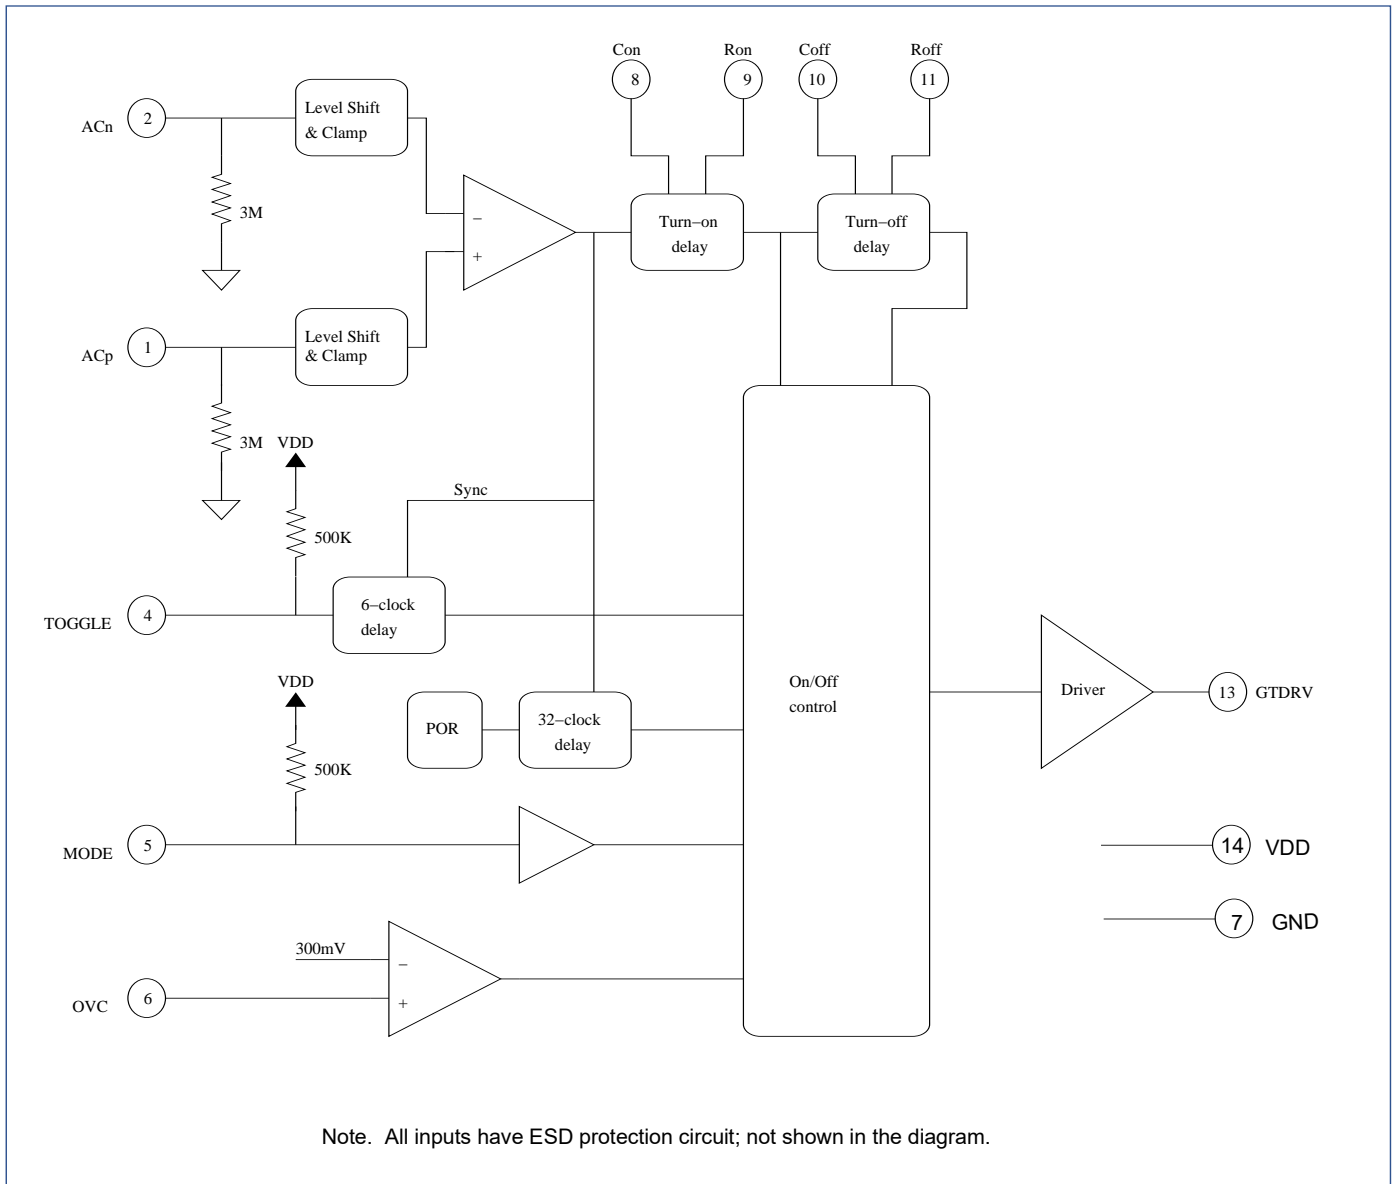 Con
Ron
Coff
Roff
8
9
10
11
ACn
2
Level Shift
& Clamp
3M
−
+
Turn−on
delay
Turn−off
delay
ACp
1
Level Shift
& Clamp
3M
VDD
500K
Sync
TOGGLE
4
6−clock
delay
VDD
500K
POR
32−clock
delay
On/Off
control
Driver
13
GTDRV
MODE
5
14
VDD
7
GND
300mV
−
+
OVC
6
Note. All inputs have ESD protection circuit; not shown in the diagram.